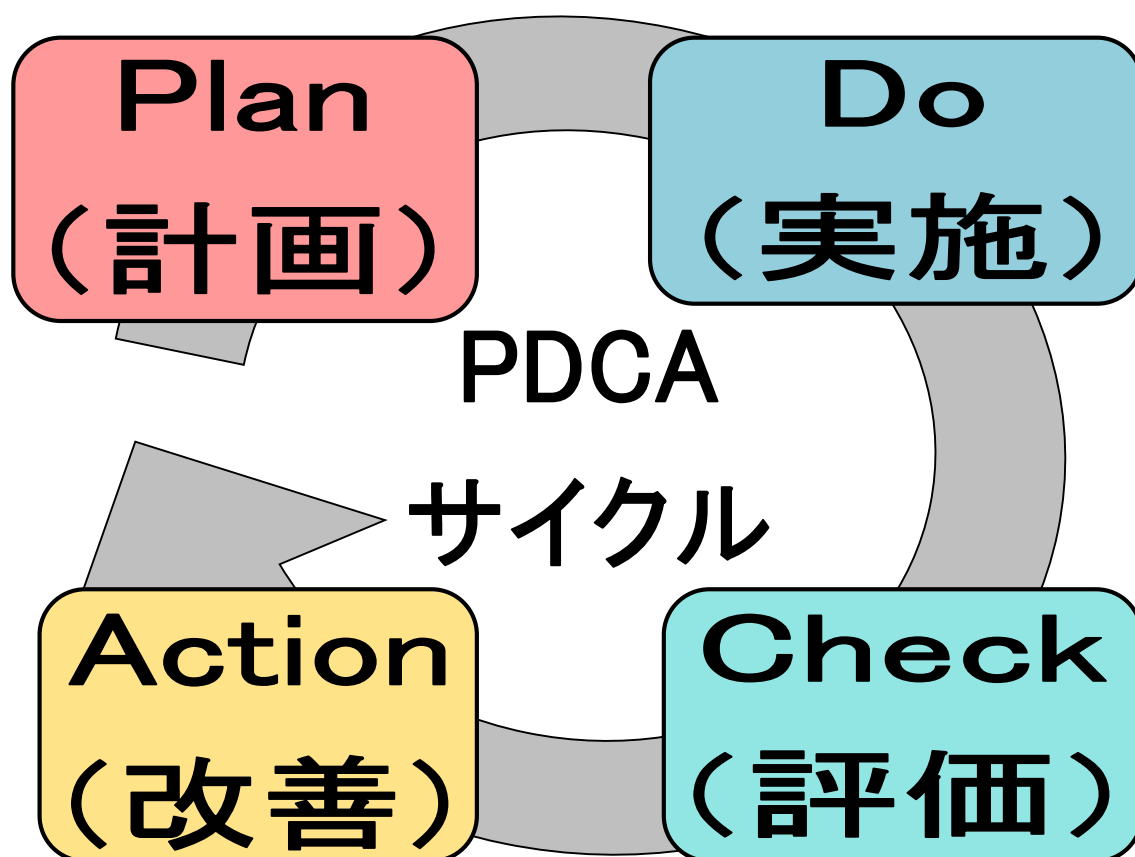 Plan
（計画）
Do
（実施）
PDCA
サイクル
Action
（改善）
Check
（評価）